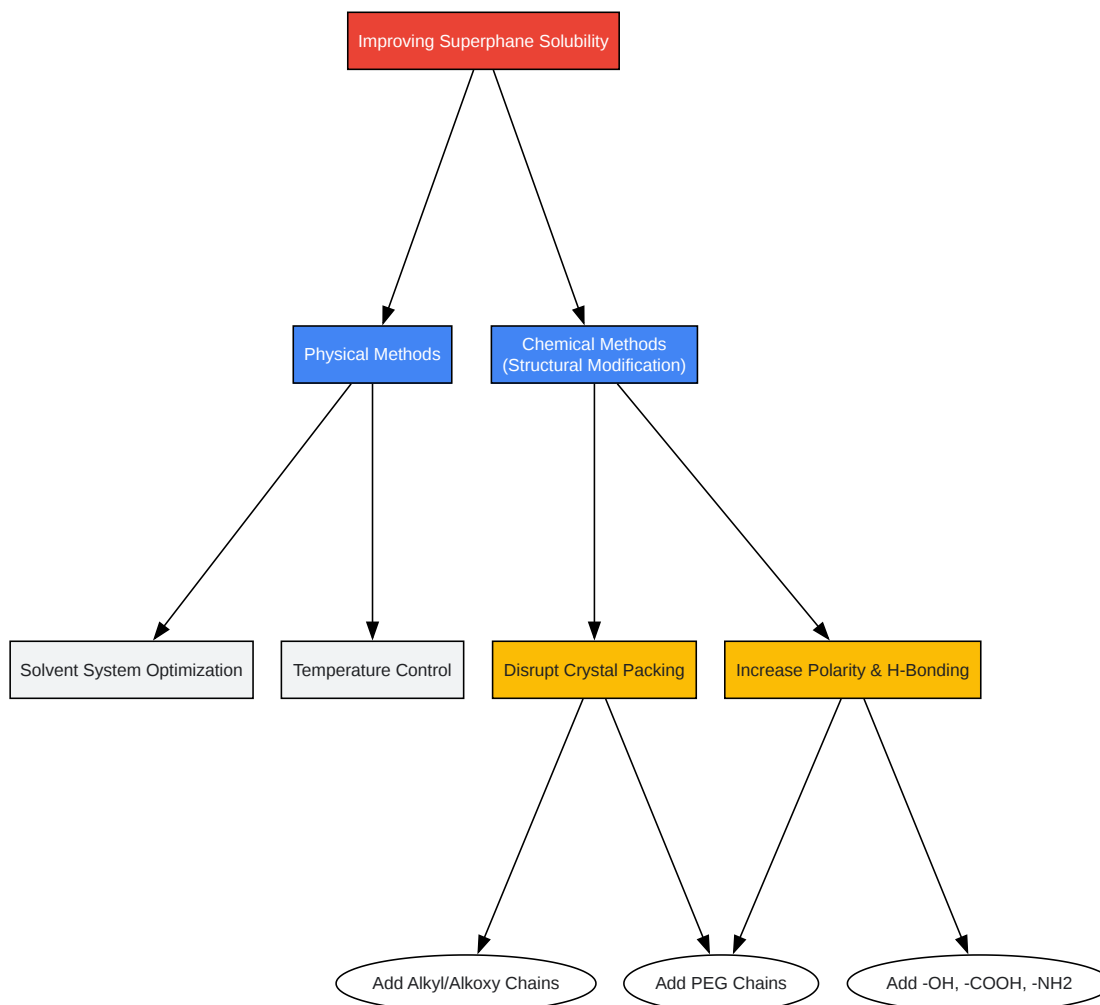 Improving Superphane Solubility
Physical Methods
Chemical Methods
(Structural Modification)
Solvent System Optimization
Temperature Control
Disrupt Crystal Packing
Increase Polarity & H-Bonding
Add Alkyl/Alkoxy Chains
Add PEG Chains
Add -OH, -COOH, -NH2